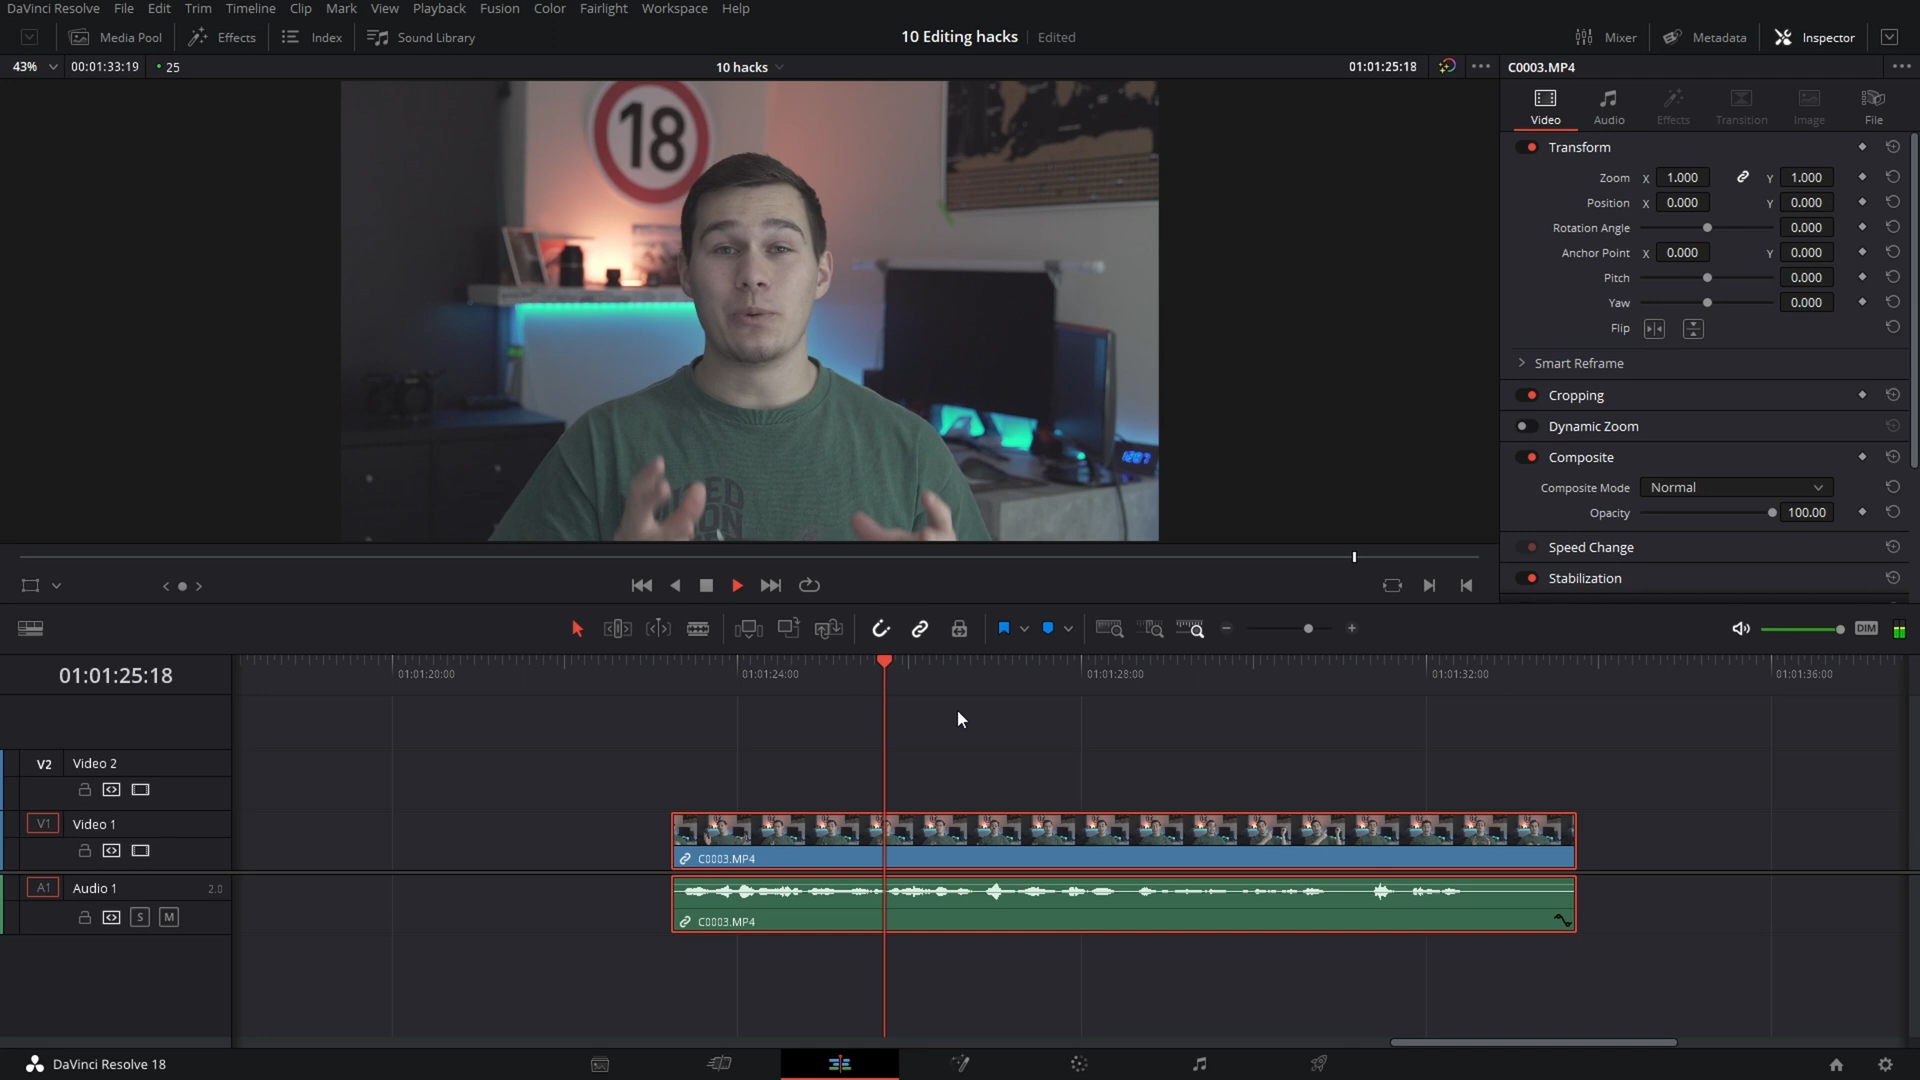 DaVinci Resolve File Edit Trim Timeline Clip Mark View Playback Fusion Color Fairlight Workspace Help
Media Pool Effects Index Sound Library 10 Editing hacks Edited Mixer Metadata Inspector
43% 00:01:33:19 25 10 hacks 01:01:25:18 C0003.MP4
Video Audio Effects Transition Image File
18
Transform
Zoom X 1.000 Y 1.000
Position X 0.000 Y 0.000
Rotation Angle 0.000
Anchor Point X 0.000 Y 0.000
Pitch 0.000
Yaw 0.000
Flip
Smart Reframe
Cropping
Dynamic Zoom
Composite
Composite Mode Normal
Opacity 100.00
Speed Change
Stabilization
DIM
01:01:25:18 01:01:20:00 01:01:24:00 01:01:28:00 01:01:32:00 01:01:36:00
V2 Video 2
V1 Video 1
C0003.MP4
A1 Audio 1 2.0
S M
C0003.MP4
DaVinci Resolve 18